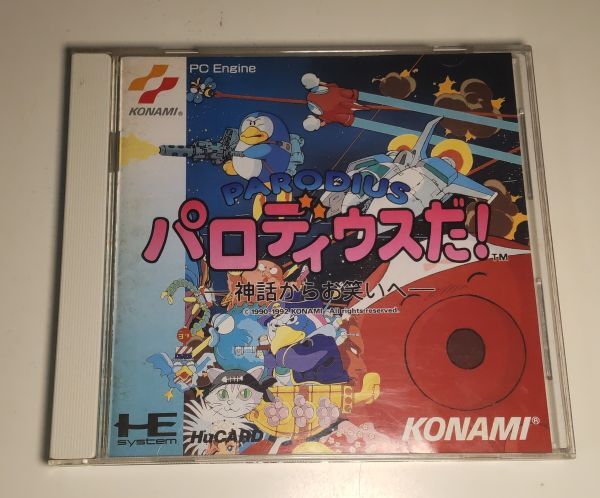 PC Engine
KONAMI®
PARODIUS
パロディウスだ!™
—神話からお笑いへ—
© 1990, 1992 KONAMI All rights reserved.
HE
system
HuCARD
KONAMI®